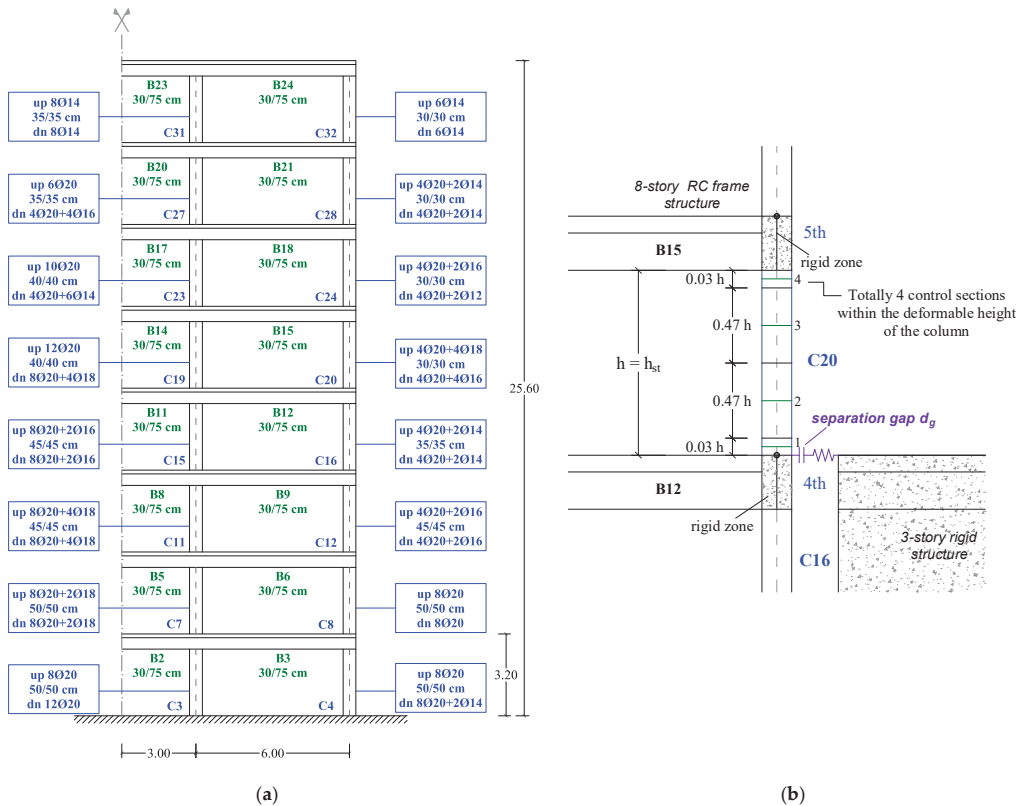 B23
30/75 cm
B24
30/75 cm
up 8Ø14
35/35 cm
dn 8Ø14
C31
C32
up 6Ø14
30/30 cm
dn 6Ø14
B20
30/75 cm
B21
30/75 cm
up 6Ø20
35/35 cm
dn 4Ø20+4Ø16
C27
C28
up 4Ø20+2Ø14
30/30 cm
dn 4Ø20+2Ø14
B17
30/75 cm
B18
30/75 cm
up 10Ø20
40/40 cm
dn 4Ø20+6Ø14
C23
C24
up 4Ø20+2Ø16
30/30 cm
dn 4Ø20+2Ø12
B14
30/75 cm
B15
30/75 cm
up 12Ø20
40/40 cm
dn 8Ø20+4Ø18
C19
C20
up 4Ø20+4Ø18
30/30 cm
dn 4Ø20+4Ø16
B11
30/75 cm
B12
30/75 cm
up 8Ø20+2Ø16
45/45 cm
dn 8Ø20+2Ø16
C15
C16
up 4Ø20+2Ø14
35/35 cm
dn 4Ø20+2Ø14
B8
30/75 cm
B9
30/75 cm
up 8Ø20+4Ø18
45/45 cm
dn 8Ø20+4Ø18
C11
C12
up 4Ø20+2Ø16
45/45 cm
dn 4Ø20+2Ø16
B5
30/75 cm
B6
30/75 cm
up 8Ø20+2Ø18
50/50 cm
dn 8Ø20+2Ø18
C7
C8
up 8Ø20
50/50 cm
dn 8Ø20
B2
30/75 cm
B3
30/75 cm
up 8Ø20
50/50 cm
dn 12Ø20
C3
C4
up 8Ø20
50/50 cm
dn 8Ø20+2Ø14
25.60
3.20
3.00
6.00
(a)
8-story RC frame
structure
5th
rigid zone
B15
0.03 h
4
Totally 4 control sections
within the deformable height
of the column
0.47 h
3
h = hst
C20
0.47 h
2
separation gap dg
0.03 h
1
4th
B12
rigid zone
3-story rigid
structure
C16
(b)